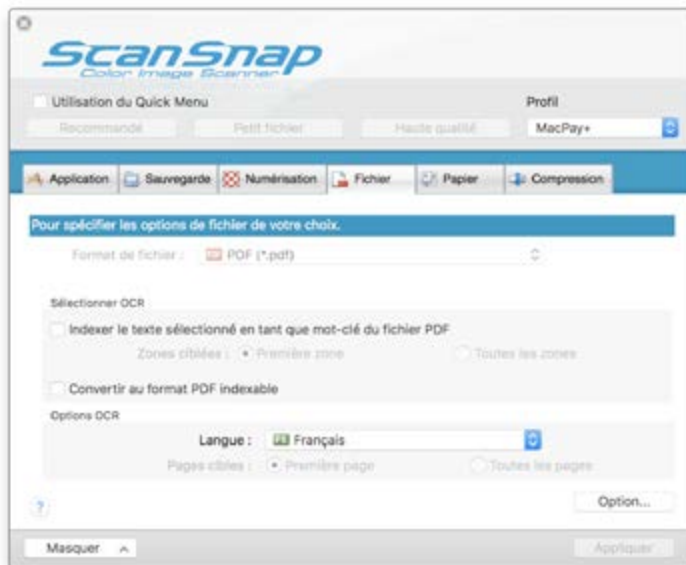 ScanSnap
Color Image Scanner
Utilisation du Quick Menu
Profil
Recommandé Petit fichier Haute qualité MacPay+
Application Sauvegarde Numérisation Fichier Papier Compression
Pour spécifier les options de fichier de votre choix.
Format de fichier : PDF (*.pdf)
Sélectionner OCR
Indexer le texte sélectionné en tant que mot-clé du fichier PDF
Zones ciblées : Première zone Toutes les zones
Convertir au format PDF indexable
Options OCR
Langue : Français
Pages cibles : Première page Toutes les pages
? Option...
Masquer Appliquer